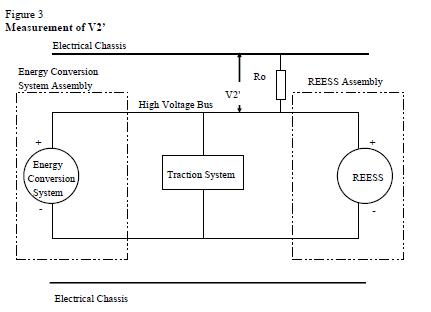 Figure 3
Measurement of V2'
Electrical Chassis
Energy Conversion
System Assembly
Ro
REESS Assembly
V2'
High Voltage Bus
+
+
Energy
Conversion
System
Traction System
REESS
-
-
Electrical Chassis